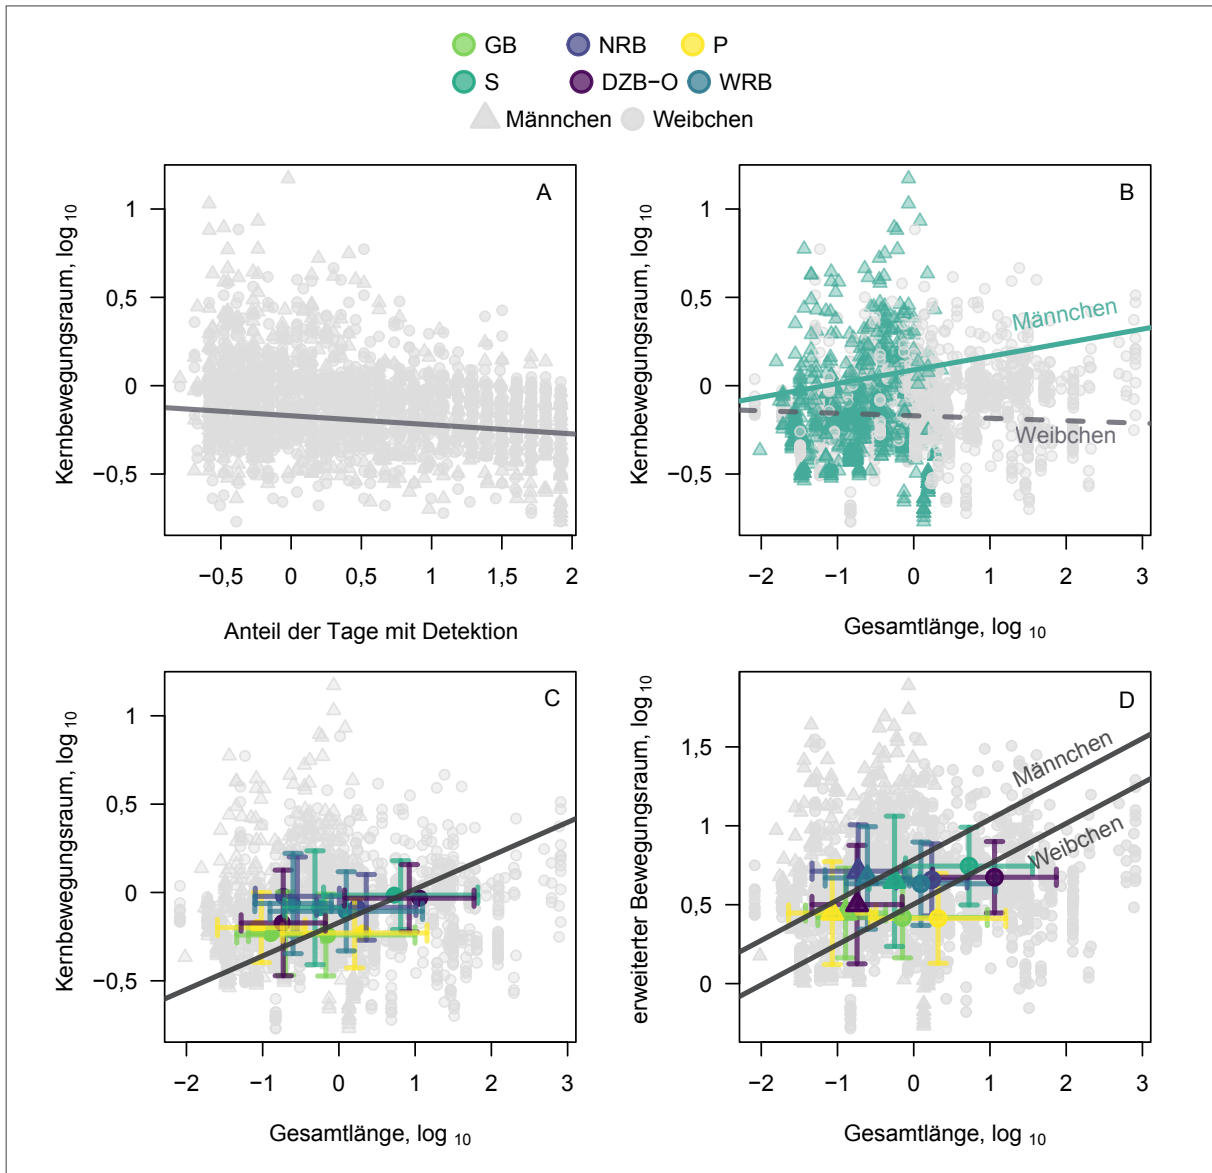 GB NRB P
S DZB−O WRB
Männchen Weibchen
A
Kernbewegungsraum, log 10
1
0,5
0
−0,5
−0,5 0 0,5 1 1,5 2
Anteil der Tage mit Detektion
B
Kernbewegungsraum, log 10
1
0,5
0
−0,5
Männchen
Weibchen
−2 −1 0 1 2 3
Gesamtlänge, log 10
C
Kernbewegungsraum, log 10
1
0,5
0
−0,5
−2 −1 0 1 2 3
Gesamtlänge, log 10
D
erweiterter Bewegungsraum, log 10
1,5
1
0,5
0
Männchen
Weibchen
−2 −1 0 1 2 3
Gesamtlänge, log 10